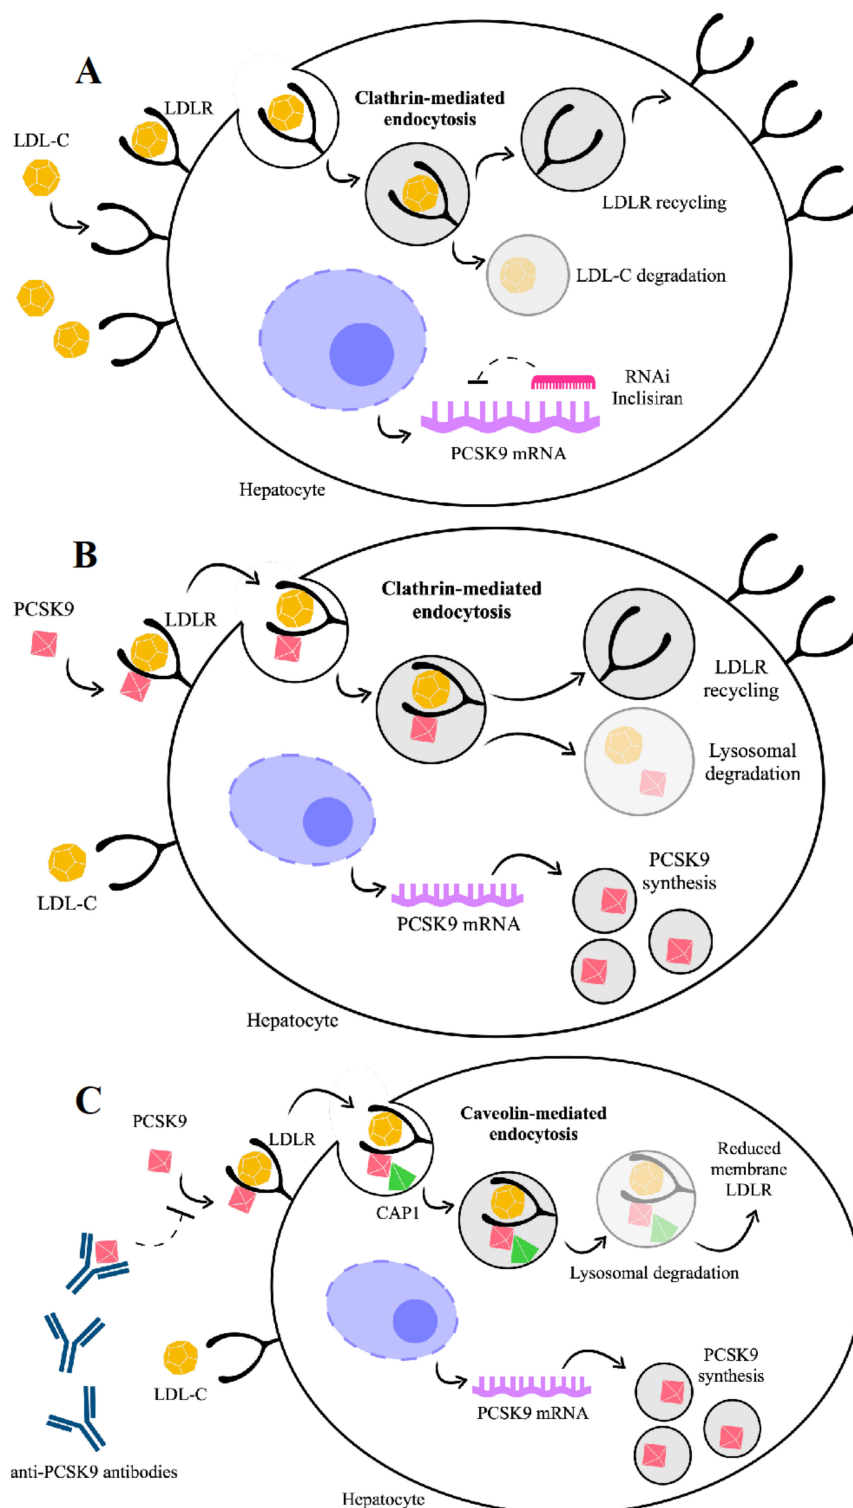 A
LDLR
LDL-C
Clathrin-mediated
endocytosis
LDLR recycling
LDL-C degradation
RNAi
Inclisiran
PCSK9 mRNA
Hepatocyte
B
PCSK9
LDLR
Clathrin-mediated
endocytosis
LDLR
recycling
Lysosomal
degradation
LDL-C
PCSK9
synthesis
PCSK9 mRNA
Hepatocyte
C
PCSK9
LDLR
Caveolin-mediated
endocytosis
Reduced
membrane
LDLR
CAP1
Lysosomal degradation
LDL-C
PCSK9
synthesis
PCSK9 mRNA
anti-PCSK9 antibodies
Hepatocyte